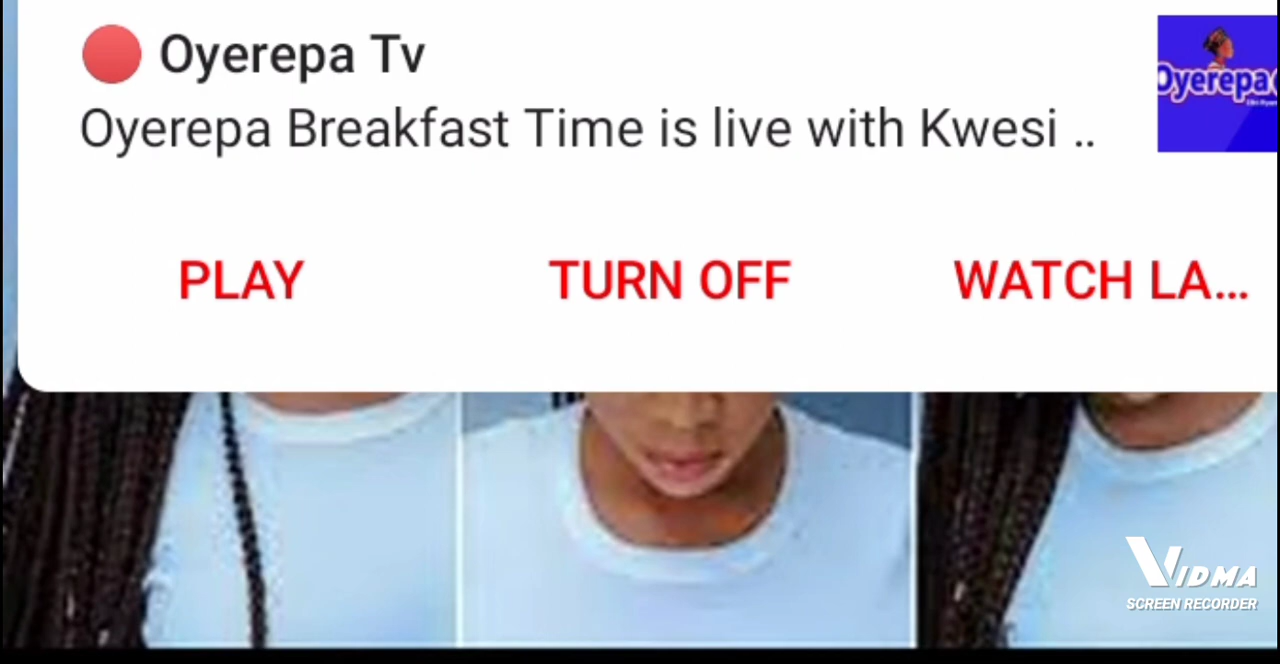 Oyerepa Tv
Oyerepa Breakfast Time is live with Kwesi ..
Oyerepa
PLAY
TURN OFF
WATCH LA...
VIDMA
SCREEN RECORDER